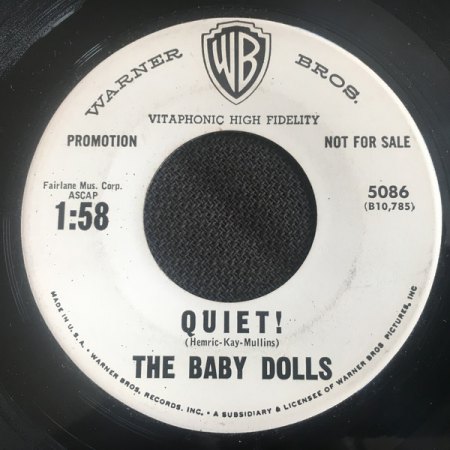 WARNER BROS.
WB
VITAPHONIC HIGH FIDELITY
PROMOTION
NOT FOR SALE
Fairlane Mus. Corp.
ASCAP
1:58
5086
(B10,785)
QUIET!
(Hemric-Kay-Mullins)
THE BABY DOLLS
MADE IN U.S.A. • WARNER BROS. RECORDS, INC. • A SUBSIDIARY & LICENSEE OF WARNER BROS PICTURES, INC